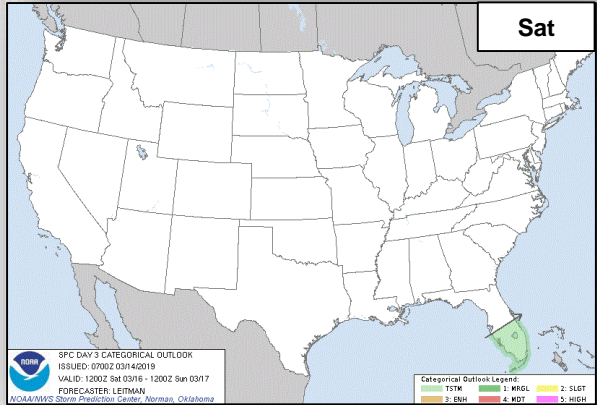 Sat
NOAA
SPC DAY 3 CATEGORICAL OUTLOOK
ISSUED: 0700Z 03/14/2019
VALID: 1200Z Sat 03/16 - 1200Z Sun 03/17
FORECASTER: LEITMAN
NOAA/NWS Storm Prediction Center, Norman, Oklahoma
Categorical Outlook Legend:
TSTM 1: MRGL 2: SLGT
3: ENH 4: MDT 5: HIGH